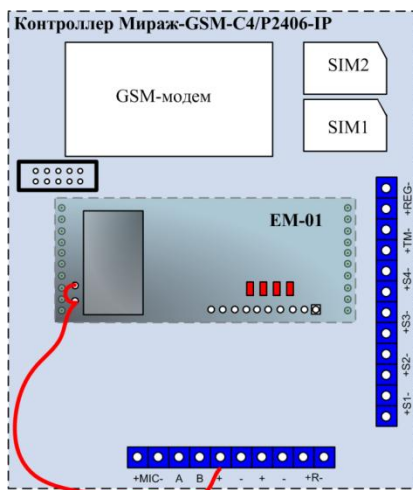 Контроллер Мираж-GSM-C4/P2406-IP
GSM-модем
SIM2
SIM1
EM-01
+REG-
+TM-
+S4-
+S3-
+S2-
+S1-
+MIC- A B + - + - +R-